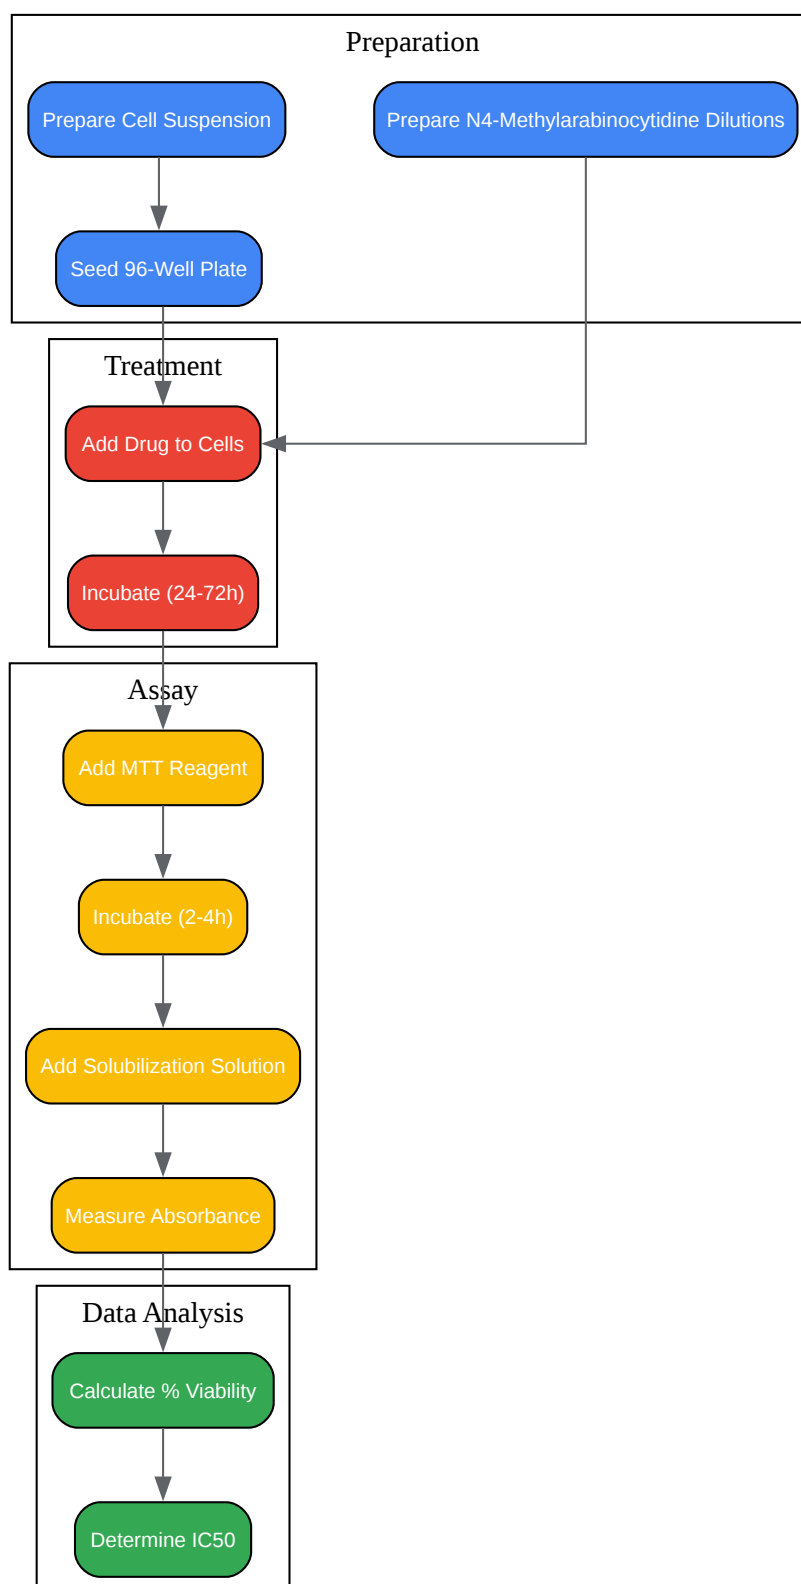 Preparation
Prepare Cell Suspension
Prepare N4-Methylarabinocytidine Dilutions
Seed 96-Well Plate
Treatment
Add Drug to Cells
Incubate (24-72h)
Assay
Add MTT Reagent
Incubate (2-4h)
Add Solubilization Solution
Measure Absorbance
Data Analysis
Calculate % Viability
Determine IC50